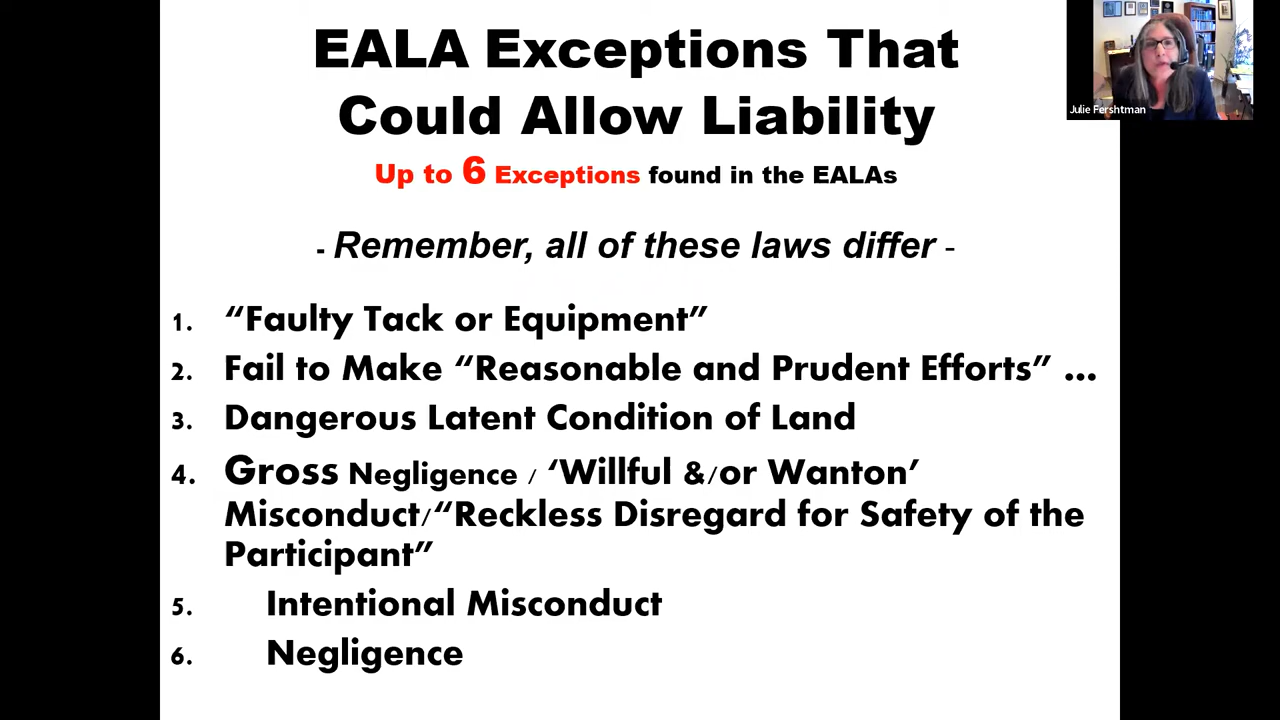 EALA Exceptions That
Could Allow Liability
Up to 6 Exceptions found in the EALAs
- Remember, all of these laws differ -
1. “Faulty Tack or Equipment”
2. Fail to Make “Reasonable and Prudent Efforts” ...
3. Dangerous Latent Condition of Land
4. Gross Negligence / ‘Willful &/or Wanton’
Misconduct/“Reckless Disregard for Safety of the
Participant”
5. Intentional Misconduct
6. Negligence
Julie Fershtman